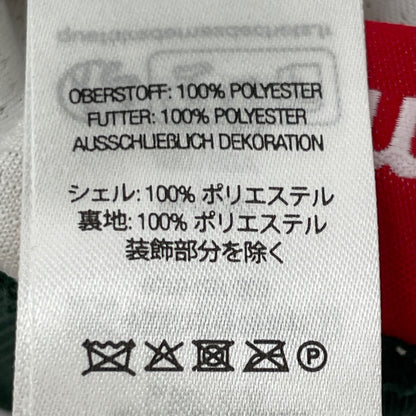 OBERSTOFF: 100% POLYESTER
FUTTER: 100% POLYESTER
AUSSCHLIEẞLICH DEKORATION
シェル: 100% ポリエステル
裏地: 100% ポリエステル
装飾部分を除く
P